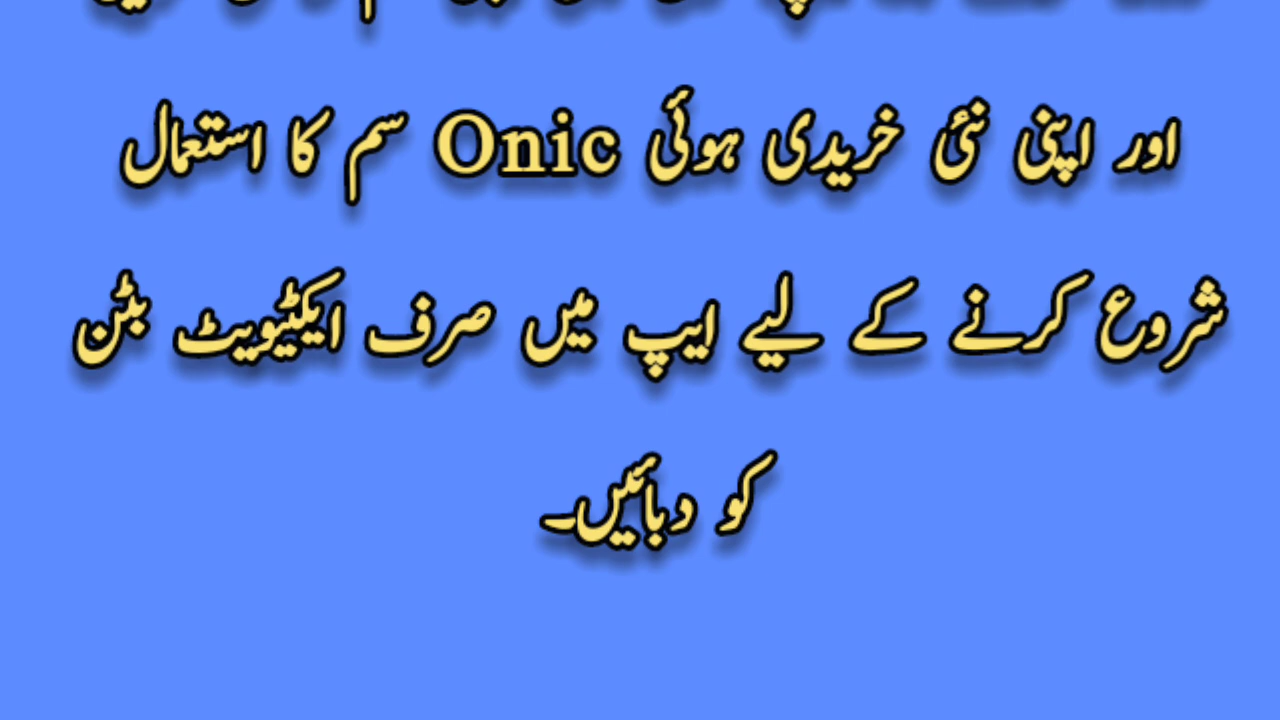 اور اپنی نئی خریدی ہوئی Onic سم کا استعمال
شروع کرنے کے لیے ایپ میں صرف ایکٹیویٹ بٹن
کو دبائیں۔